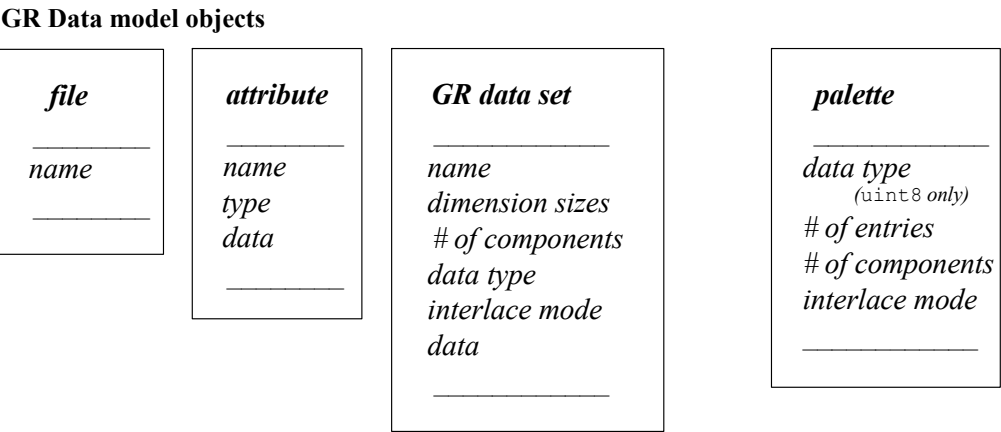 GR Data model objects
file
name
attribute
name
type
data
GR data set
name
dimension sizes
# of components
data type
interlace mode
data
palette
data type
(uint8 only)
# of entries
# of components
interlace mode